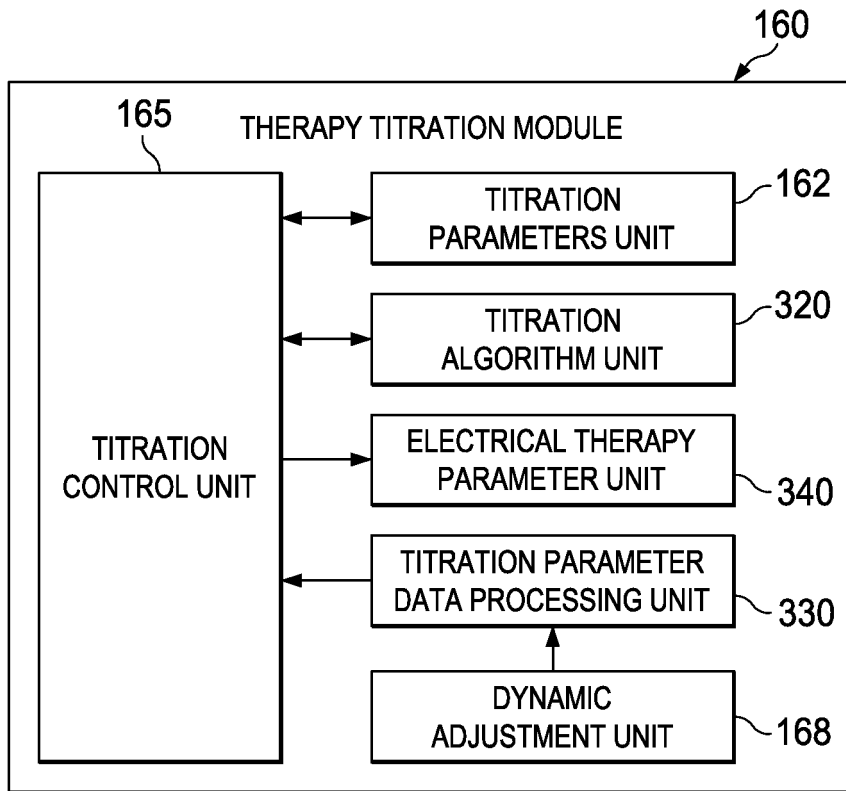 160
165
THERAPY TITRATION MODULE
TITRATION
PARAMETERS UNIT
162
TITRATION
ALGORITHM UNIT
320
TITRATION
CONTROL UNIT
ELECTRICAL THERAPY
PARAMETER UNIT
340
TITRATION PARAMETER
DATA PROCESSING UNIT
330
DYNAMIC
ADJUSTMENT UNIT
168